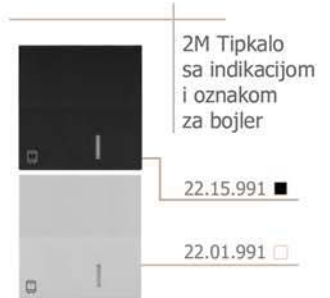 2M Tipkalo
sa indikacijom
i oznakom
za bojler
22.15.991
22.01.991